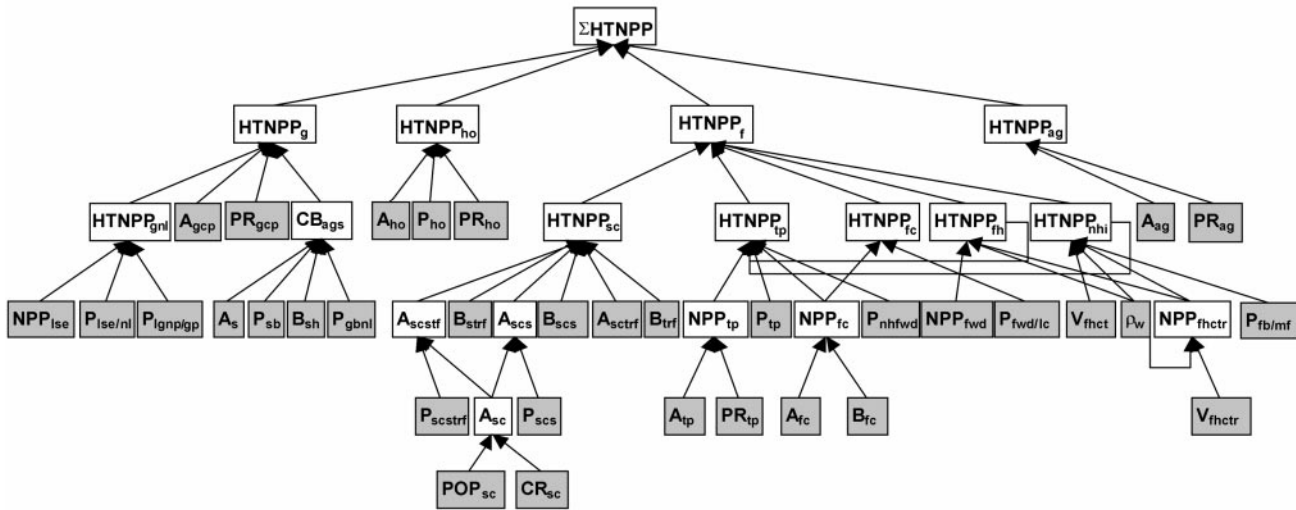 ΣHTNPP
HTNPPg HTNPPho HTNPPf HTNPPag
HTNPPgnl Agcp PRgcp CBags Aho Pho PRho HTNPPsc HTNPPtp HTNPPfc HTNPPfh HTNPPnhi Aag PRag
NPPlse Plse/nl Plgnp/gp As Psb Bsh Pgbnl Ascstf Bstrf Ascs Bscs Asctrf Btrf NPPtp Ptp NPPfc Pnhfwd NPPfwd Pfwd/lc Vfhct ρw NPPfhctr Pfb/mf
Pscstrf Asc Pscs Atp PRtp Afc Bfc Vfhctr
POPsc CRsc